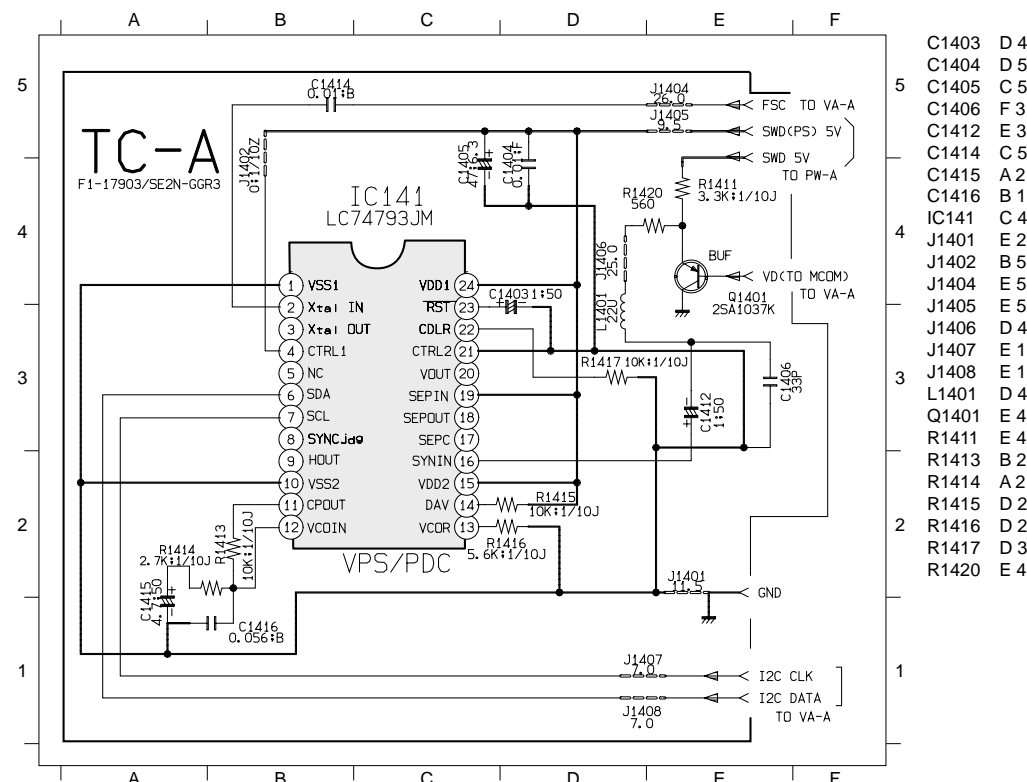 A B C D E F
5 5
4 4
3 3
2 2
1 1
A B C D E F
TC-A
F1-17903/SE2N-GGR3
C1414
0.01:B
J1402
0:1/10Z
C1405
47:6.3
C1404
0.01:F
J1404
26.0
FSC TO VA-A
J1405
9.5
SWD(PS) 5V
SWD 5V
TO PW-A
IC141
LC74793JM
R1420
560
R1411
3.3K:1/10J
BUF
J1406
25.0
VD(TO MCOM)
TO VA-A
Q1401
2SA1037K
C1403 1:50
L1401
22U
1 VSS1 VDD1 24
2 Xtal IN RST 23
3 Xtal OUT CDLR 22
4 CTRL1 CTRL2 21
5 NC VOUT 20
6 SDA SEPIN 19
7 SCL SEPOUT 18
8 SYNCJdg SEPC 17
9 HOUT SYNIN 16
10 VSS2 VDD2 15
11 CPOUT DAV 14
12 VCOIN VCOR 13
VPS/PDC
R1417 10K:1/10J
C1406
33P
C1412
1:50
R1415
10K:1/10J
R1416
5.6K:1/10J
R1413
10K:1/10J
R1414
2.7K:1/10J
C1415
4.7:50
C1416
0.056:B
J1401
11.5
GND
J1407
7.0
I2C CLK
J1408
7.0
I2C DATA
TO VA-A
C1403 D 4
C1404 D 5
C1405 C 5
C1406 F 3
C1412 E 3
C1414 C 5
C1415 A 2
C1416 B 1
IC141 C 4
J1401 E 2
J1402 B 5
J1404 E 5
J1405 E 5
J1406 D 4
J1407 E 1
J1408 E 1
L1401 D 4
Q1401 E 4
R1411 E 4
R1413 B 2
R1414 A 2
R1415 D 2
R1416 D 2
R1417 D 3
R1420 E 4